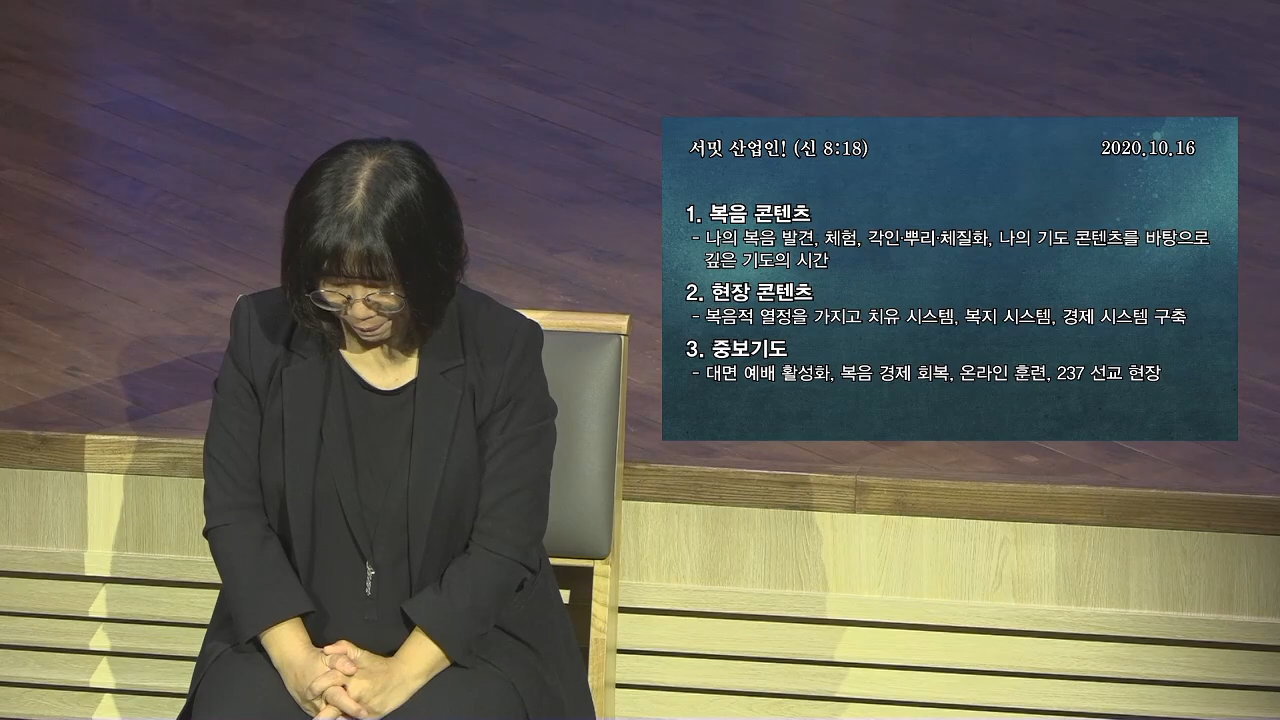 서밋 산업인! (신 8:18)
2020.10.16
1. 복음 콘텐츠
- 나의 복음 발견, 체험, 각인·뿌리·체질화, 나의 기도 콘텐츠를 바탕으로
깊은 기도의 시간
2. 현장 콘텐츠
- 복음적 열정을 가지고 치유 시스템, 복지 시스템, 경제 시스템 구축
3. 중보기도
- 대면 예배 활성화, 복음 경제 회복, 온라인 훈련, 237 선교 현장